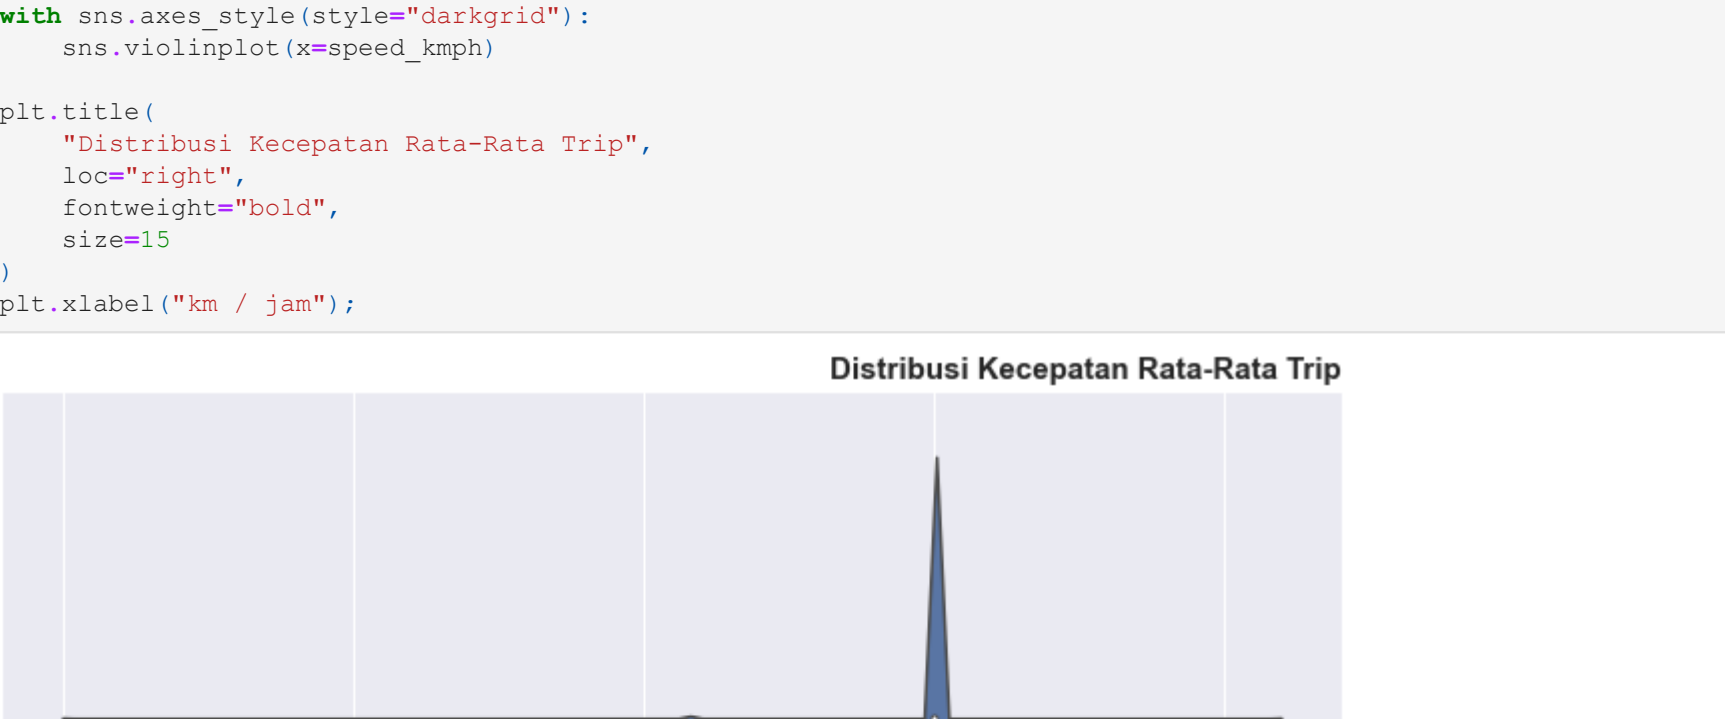 with sns.axes_style(style="darkgrid"):
    sns.violinplot(x=speed_kmph)
plt.title(
    "Distribusi Kecepatan Rata-Rata Trip",
    loc="right",
    fontweight="bold",
    size=15
)
plt.xlabel("km / jam");
Distribusi Kecepatan Rata-Rata Trip